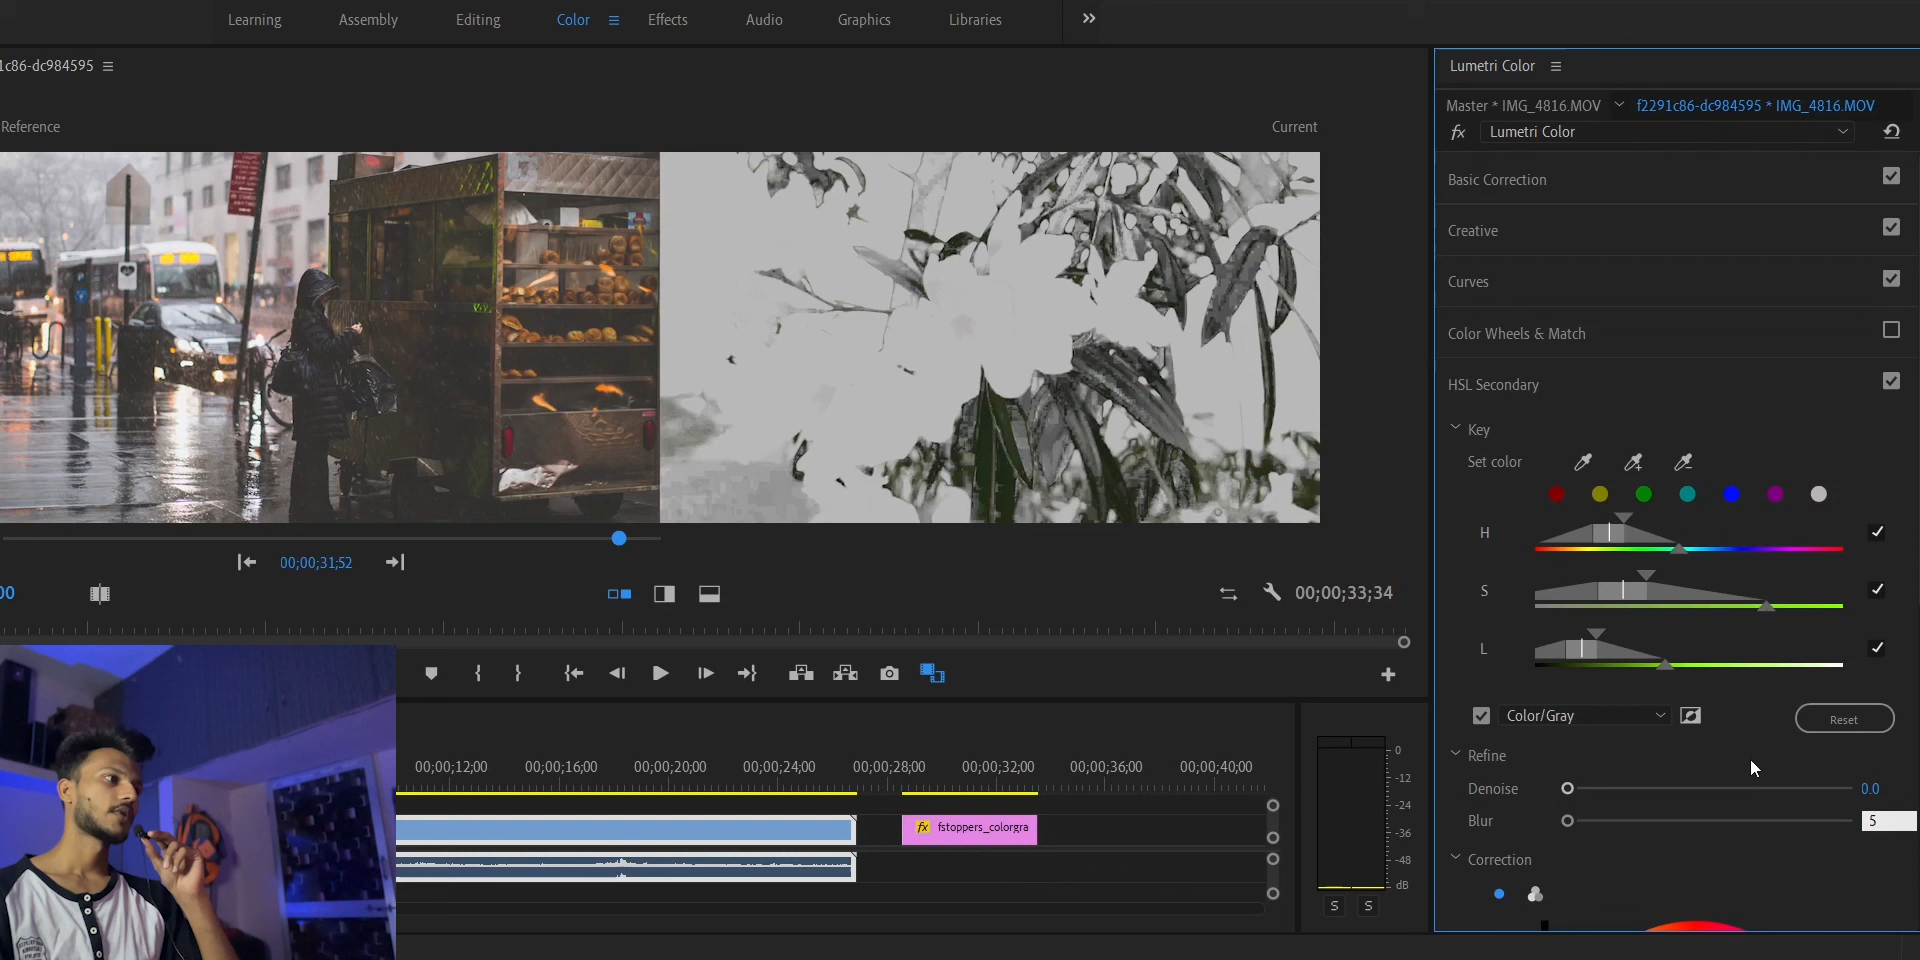 Learning
Assembly
Editing
Color
Effects
Audio
Graphics
Libraries
1c86-dc984595
Reference
Current
00;00;31;52
00
00;00;33;34
00;00;12;00
00;00;16;00
00;00;20;00
00;00;24;00
00;00;28;00
00;00;32;00
00;00;36;00
00;00;40;00
fx fstoppers_colorgra
0
-12
-24
-36
-48
dB
S S
Lumetri Color
Master * IMG_4816.MOV
f2291c86-dc984595 * IMG_4816.MOV
fx Lumetri Color
Basic Correction
Creative
Curves
Color Wheels & Match
HSL Secondary
Key
Set color
H
S
L
Color/Gray
Reset
Refine
Denoise 0.0
Blur 5
Correction